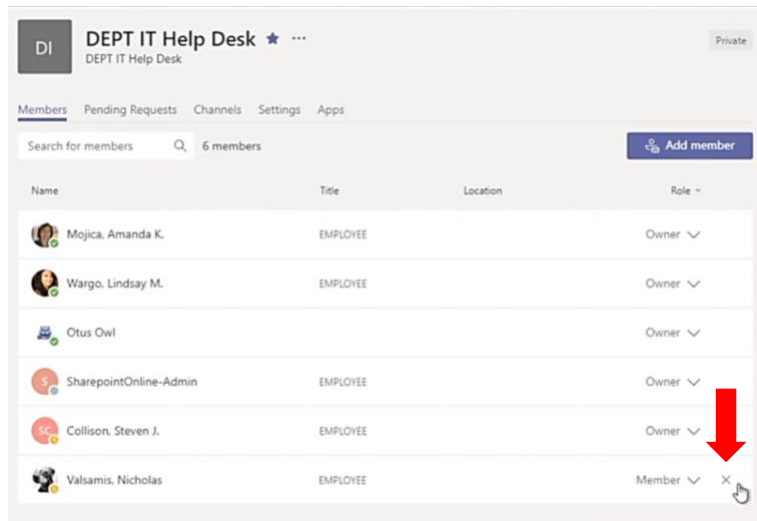 DI
DEPT IT Help Desk ★ ···
DEPT IT Help Desk
Private
Members Pending Requests Channels Settings Apps
Search for members 6 members Add member
Name Title Location Role
Mojica, Amanda K. EMPLOYEE Owner
Wargo, Lindsay M. EMPLOYEE Owner
Otus Owl Owner
S SharepointOnline-Admin EMPLOYEE Owner
SC Collison, Steven J. EMPLOYEE Owner
Valsamis, Nicholas EMPLOYEE Member